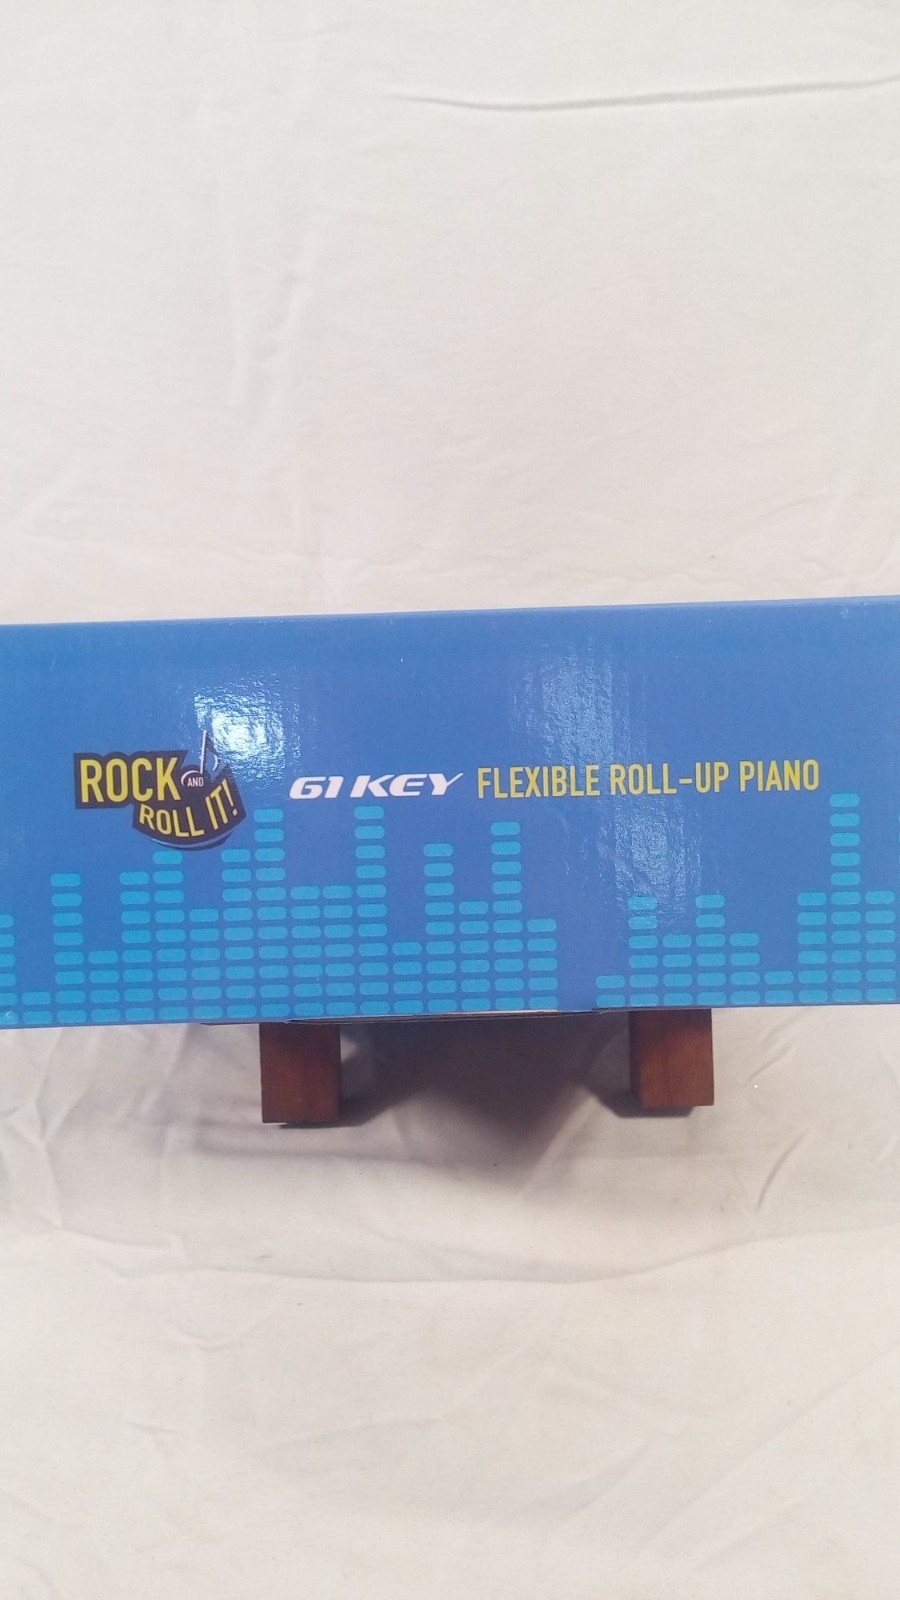 ROCK AND
ROLL IT!
61 KEY FLEXIBLE ROLL-UP PIANO